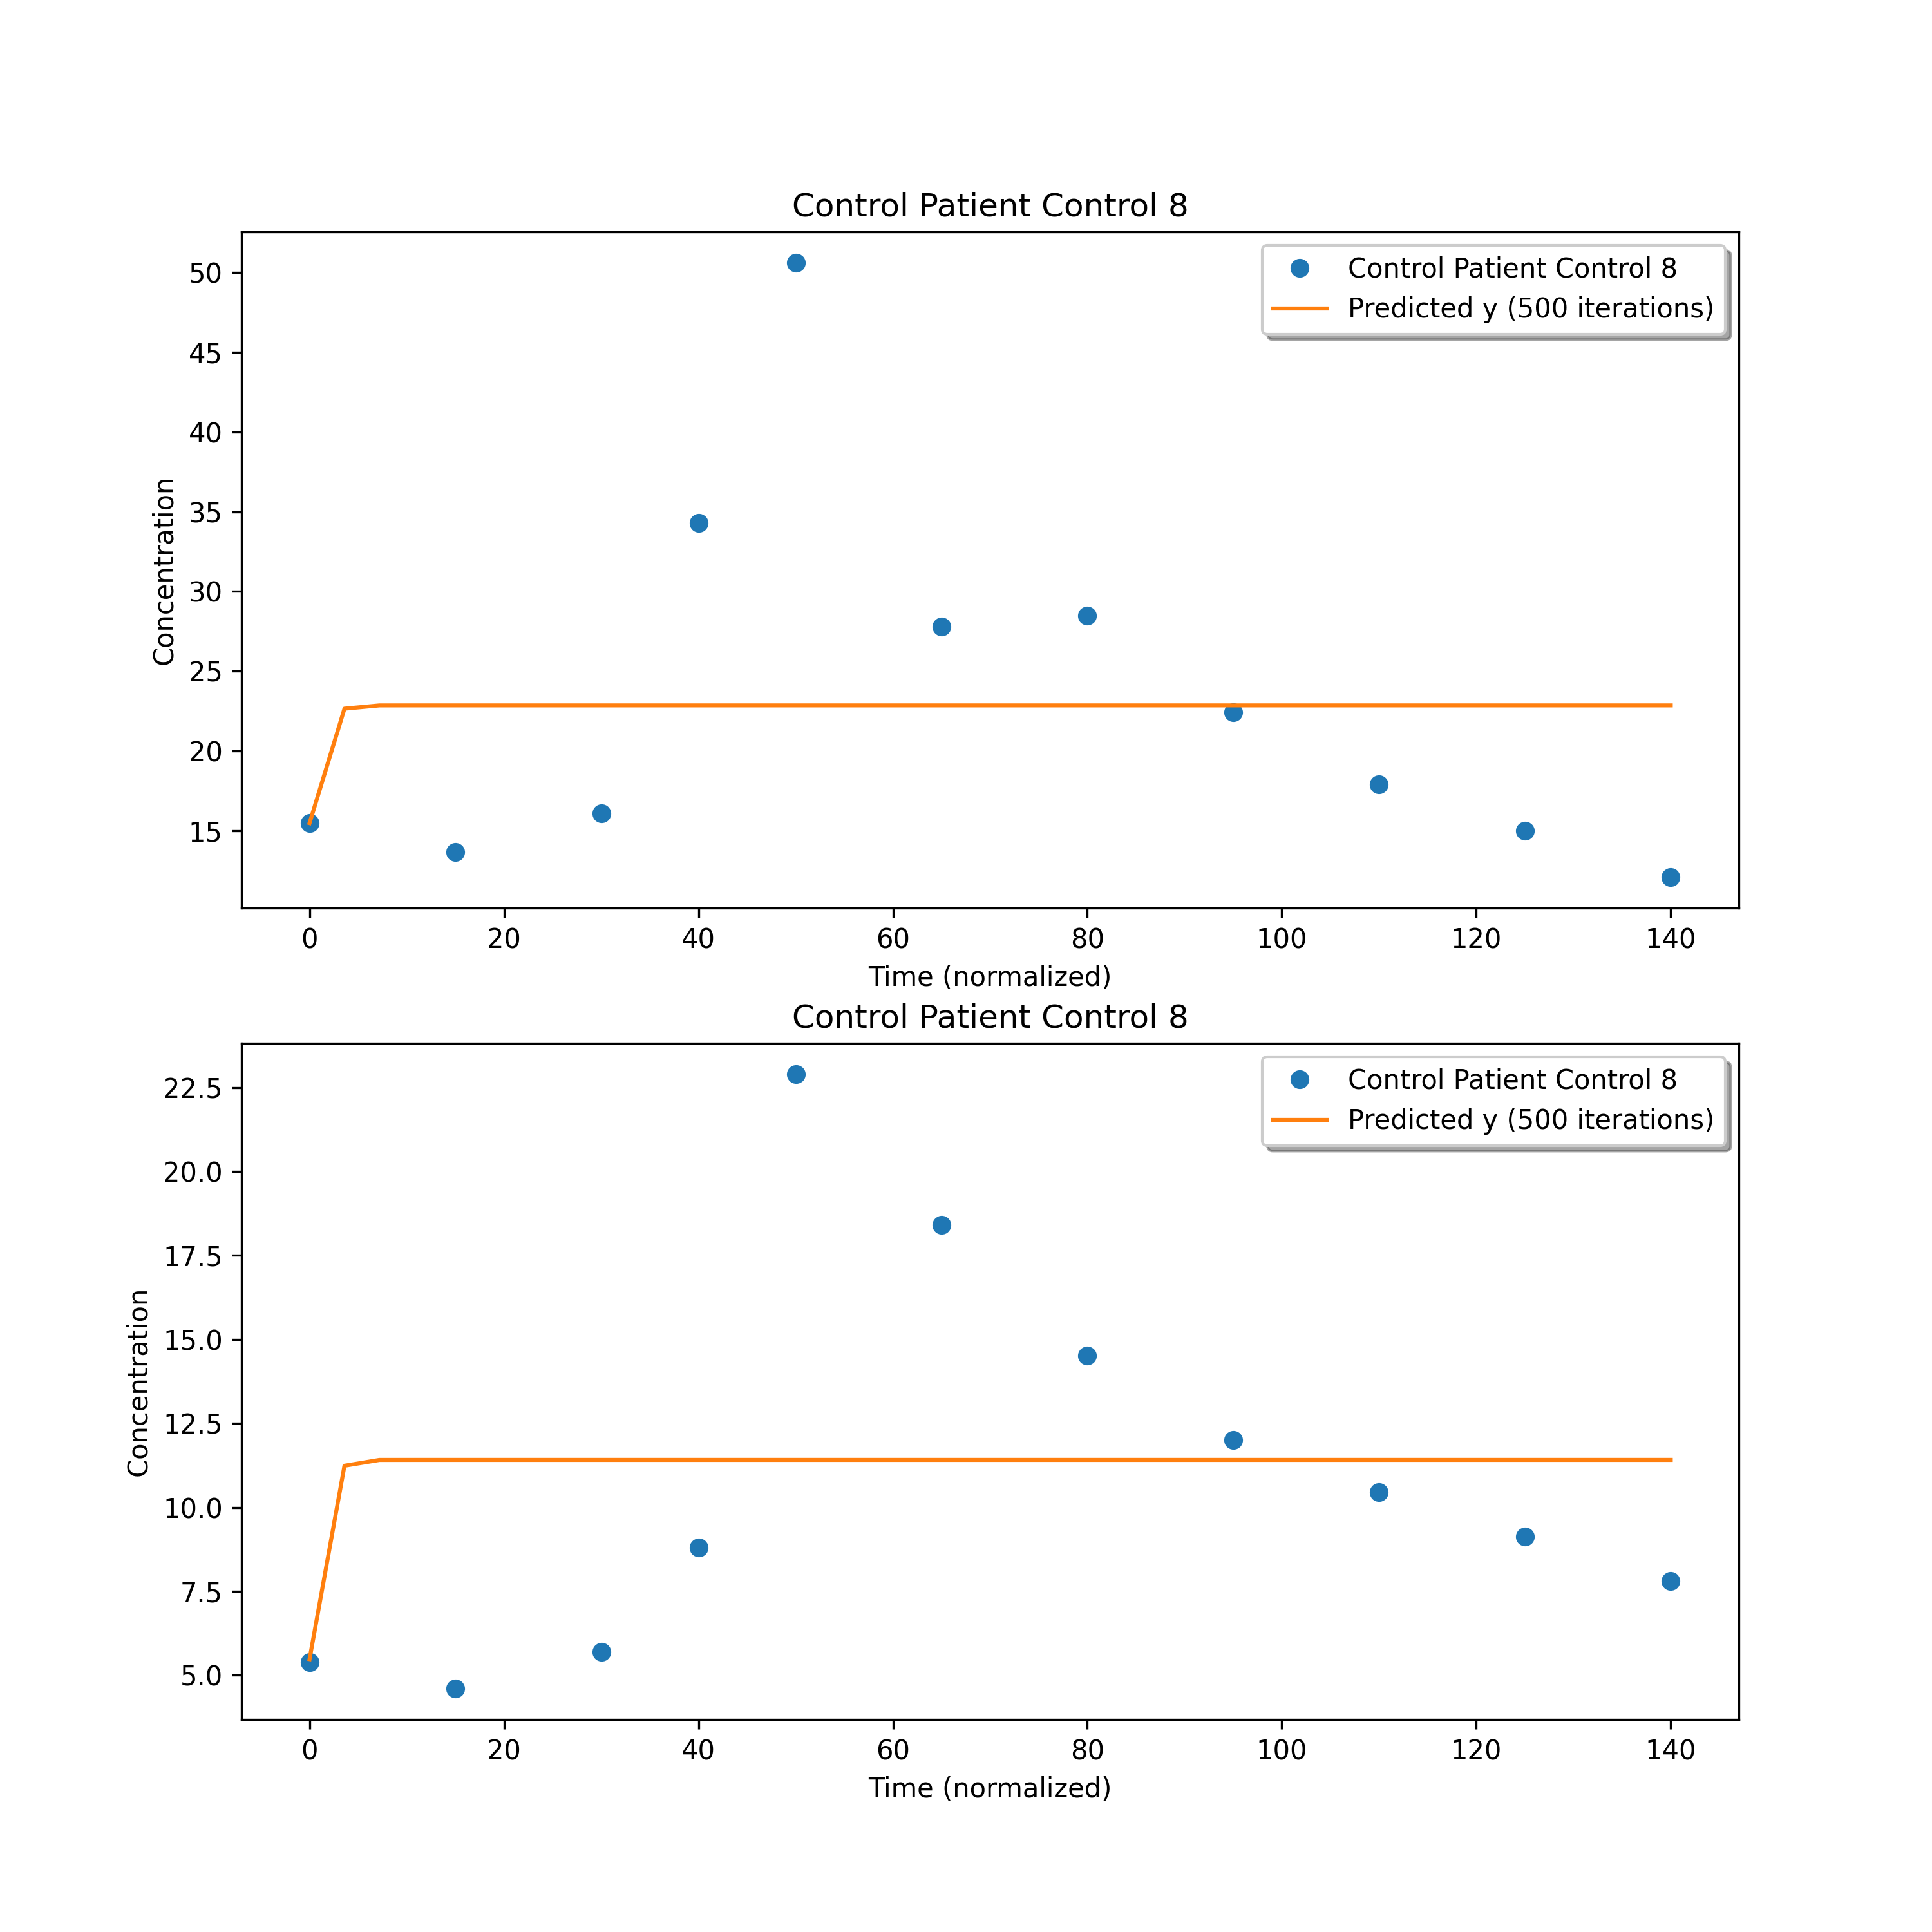 Control Patient Control 8
Control Patient Control 8
Predicted y (500 iterations)
50
45
40
35
30
25
20
15
Concentration
0 20 40 60 80 100 120 140
Time (normalized)
Control Patient Control 8
Control Patient Control 8
Predicted y (500 iterations)
22.5
20.0
17.5
15.0
12.5
10.0
7.5
5.0
Concentration
0 20 40 60 80 100 120 140
Time (normalized)